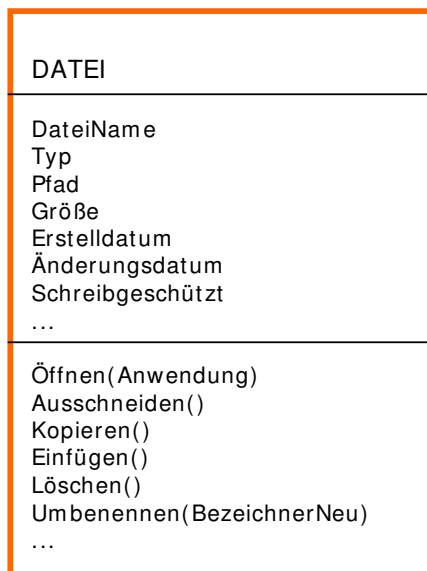 DATEI
DateiName
Typ
Pfad
Größe
Erstelldatum
Änderungsdatum
Schreibgeschützt
...
Öffnen(Anwendung)
Ausschneiden()
Kopieren()
Einfügen()
Löschen()
Umbenennen(BezeichnerNeu)
...